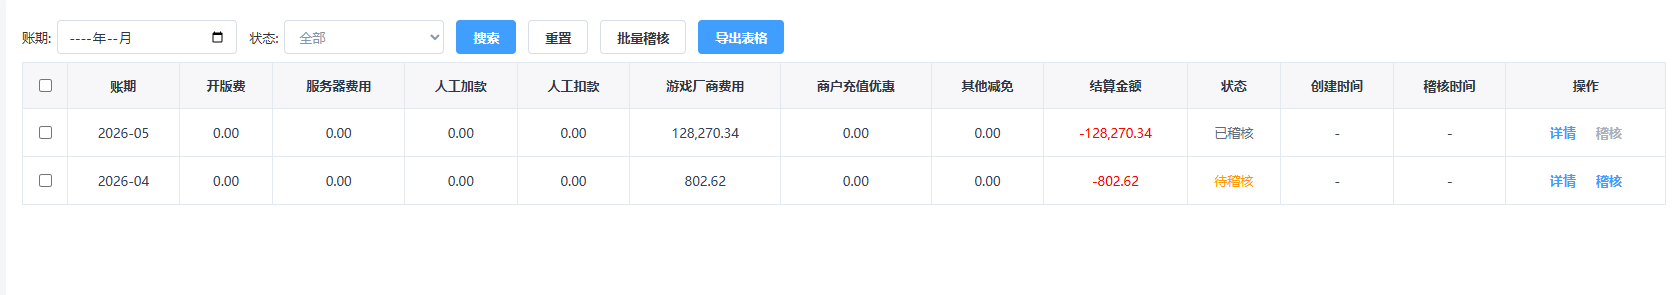 账期: ----年--月 状态: 全部 搜索 重置 批量稽核 导出表格
账期 开版费 服务器费用 人工加款 人工扣款 游戏厂商费用 商户充值优惠 其他减免 结算金额 状态 创建时间 稽核时间 操作
2026-05 0.00 0.00 0.00 0.00 128,270.34 0.00 0.00 -128,270.34 已稽核 - - 详情 稽核
2026-04 0.00 0.00 0.00 0.00 802.62 0.00 0.00 -802.62 待稽核 - - 详情 稽核